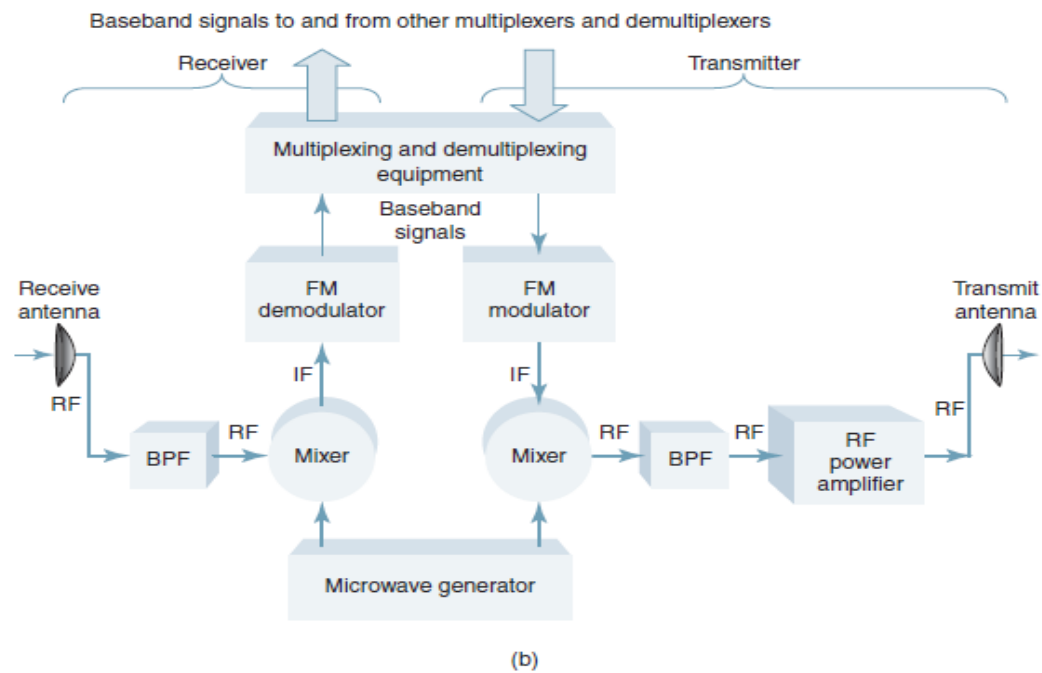 Baseband signals to and from other multiplexers and demultiplexers
Receiver
Transmitter
Multiplexing and demultiplexing
equipment
Baseband
signals
FM
demodulator
FM
modulator
Receive
antenna
Transmit
antenna
IF
IF
RF
RF
RF
RF
RF
BPF
Mixer
Mixer
BPF
RF
power
amplifier
Microwave generator
(b)